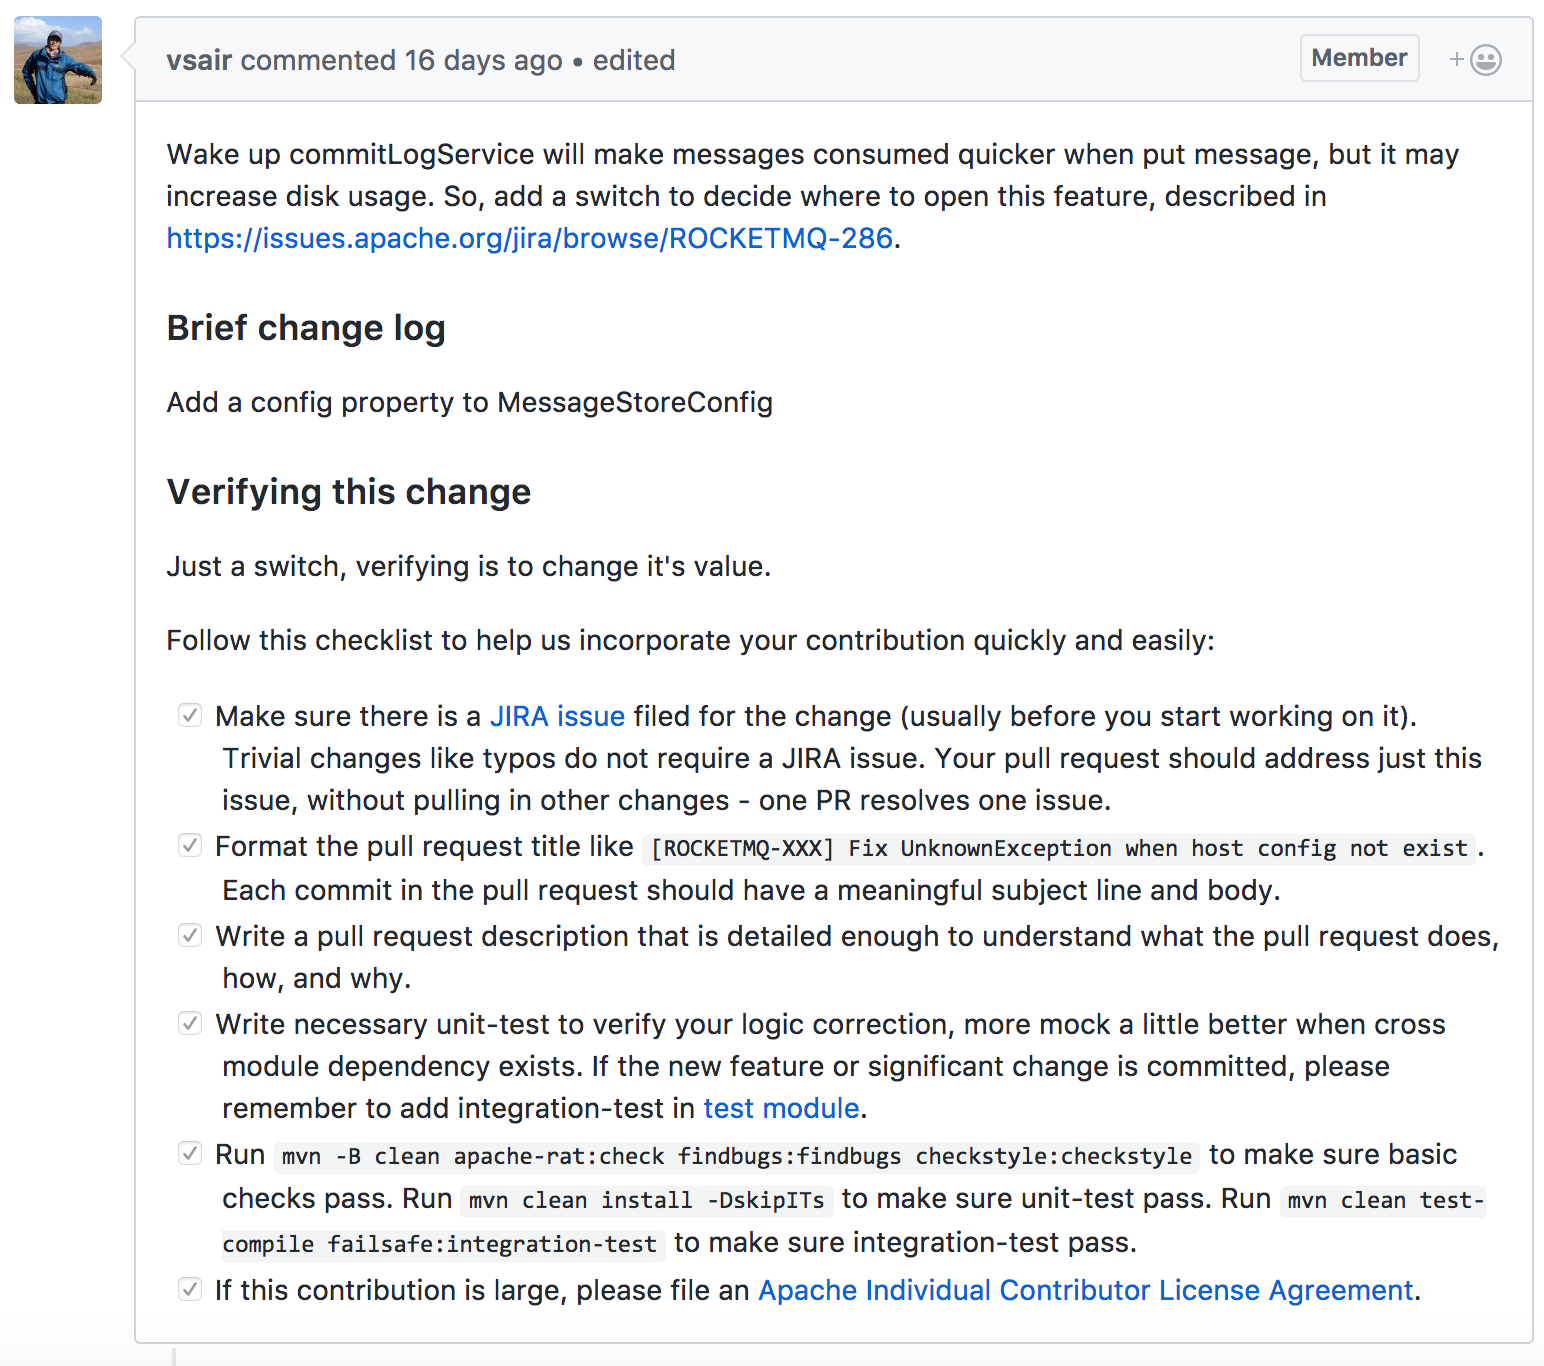 vsair commented 16 days ago • edited
Member
+
Wake up commitLogService will make messages consumed quicker when put message, but it may
increase disk usage. So, add a switch to decide where to open this feature, described in
https://issues.apache.org/jira/browse/ROCKETMQ-286.
Brief change log
Add a config property to MessageStoreConfig
Verifying this change
Just a switch, verifying is to change it's value.
Follow this checklist to help us incorporate your contribution quickly and easily:
Make sure there is a JIRA issue filed for the change (usually before you start working on it).
Trivial changes like typos do not require a JIRA issue. Your pull request should address just this
issue, without pulling in other changes - one PR resolves one issue.
Format the pull request title like [ROCKETMQ-XXX] Fix UnknownException when host config not exist.
Each commit in the pull request should have a meaningful subject line and body.
Write a pull request description that is detailed enough to understand what the pull request does,
how, and why.
Write necessary unit-test to verify your logic correction, more mock a little better when cross
module dependency exists. If the new feature or significant change is committed, please
remember to add integration-test in test module.
Run mvn -B clean apache-rat:check findbugs:findbugs checkstyle:checkstyle to make sure basic
checks pass. Run mvn clean install -DskipITs to make sure unit-test pass. Run mvn clean test-
compile failsafe:integration-test to make sure integration-test pass.
If this contribution is large, please file an Apache Individual Contributor License Agreement.